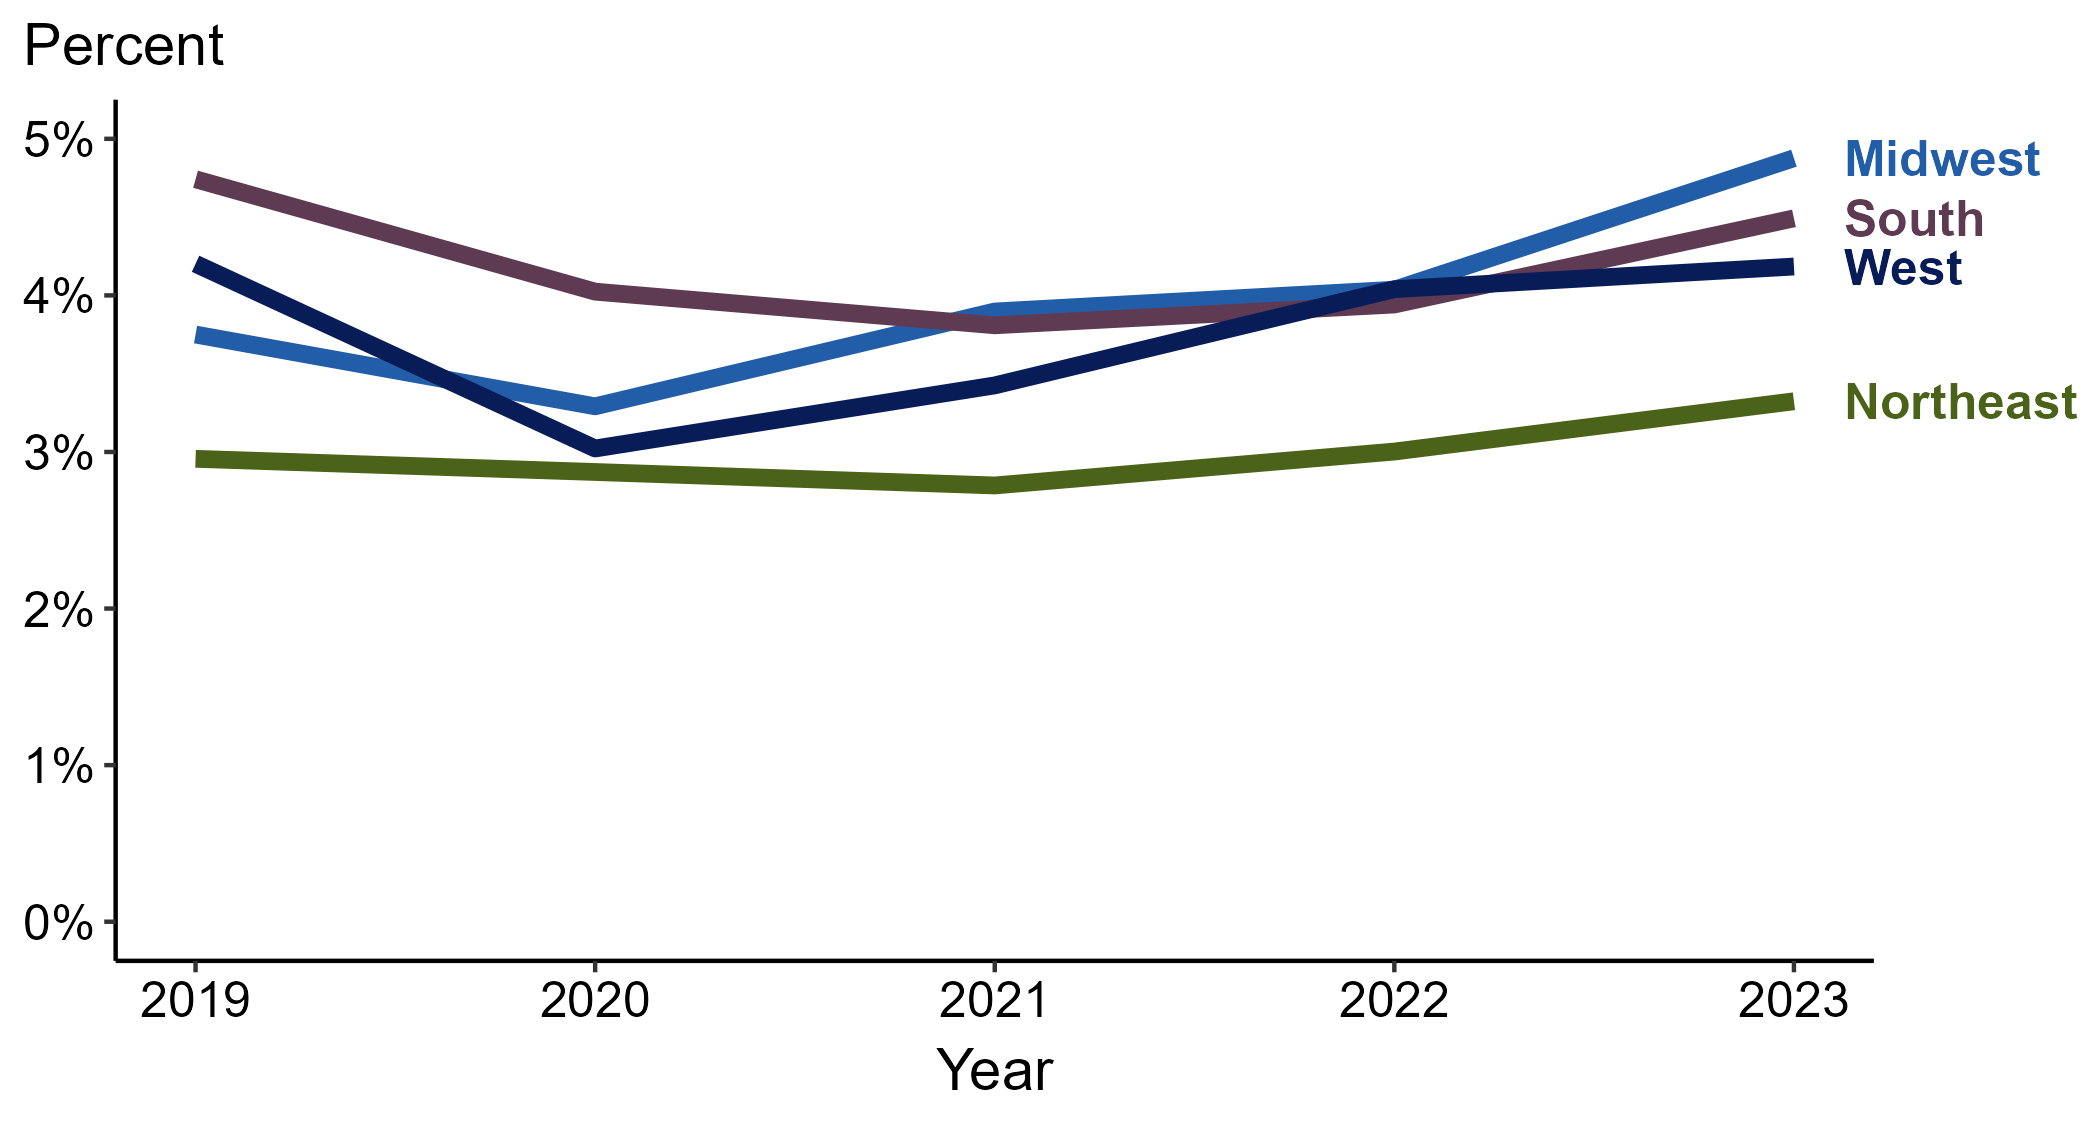 Percent
5%
4%
3%
2%
1%
0%
Midwest
South
West
Northeast
2019 2020 2021 2022 2023
Year